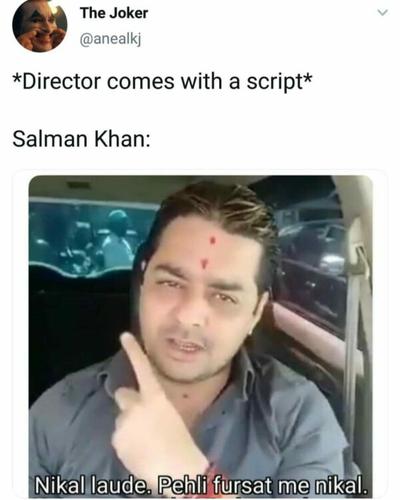 The Joker
@anealkj
*Director comes with a script*
Salman Khan:
Nikal laude. Pehli fursat me nikal.